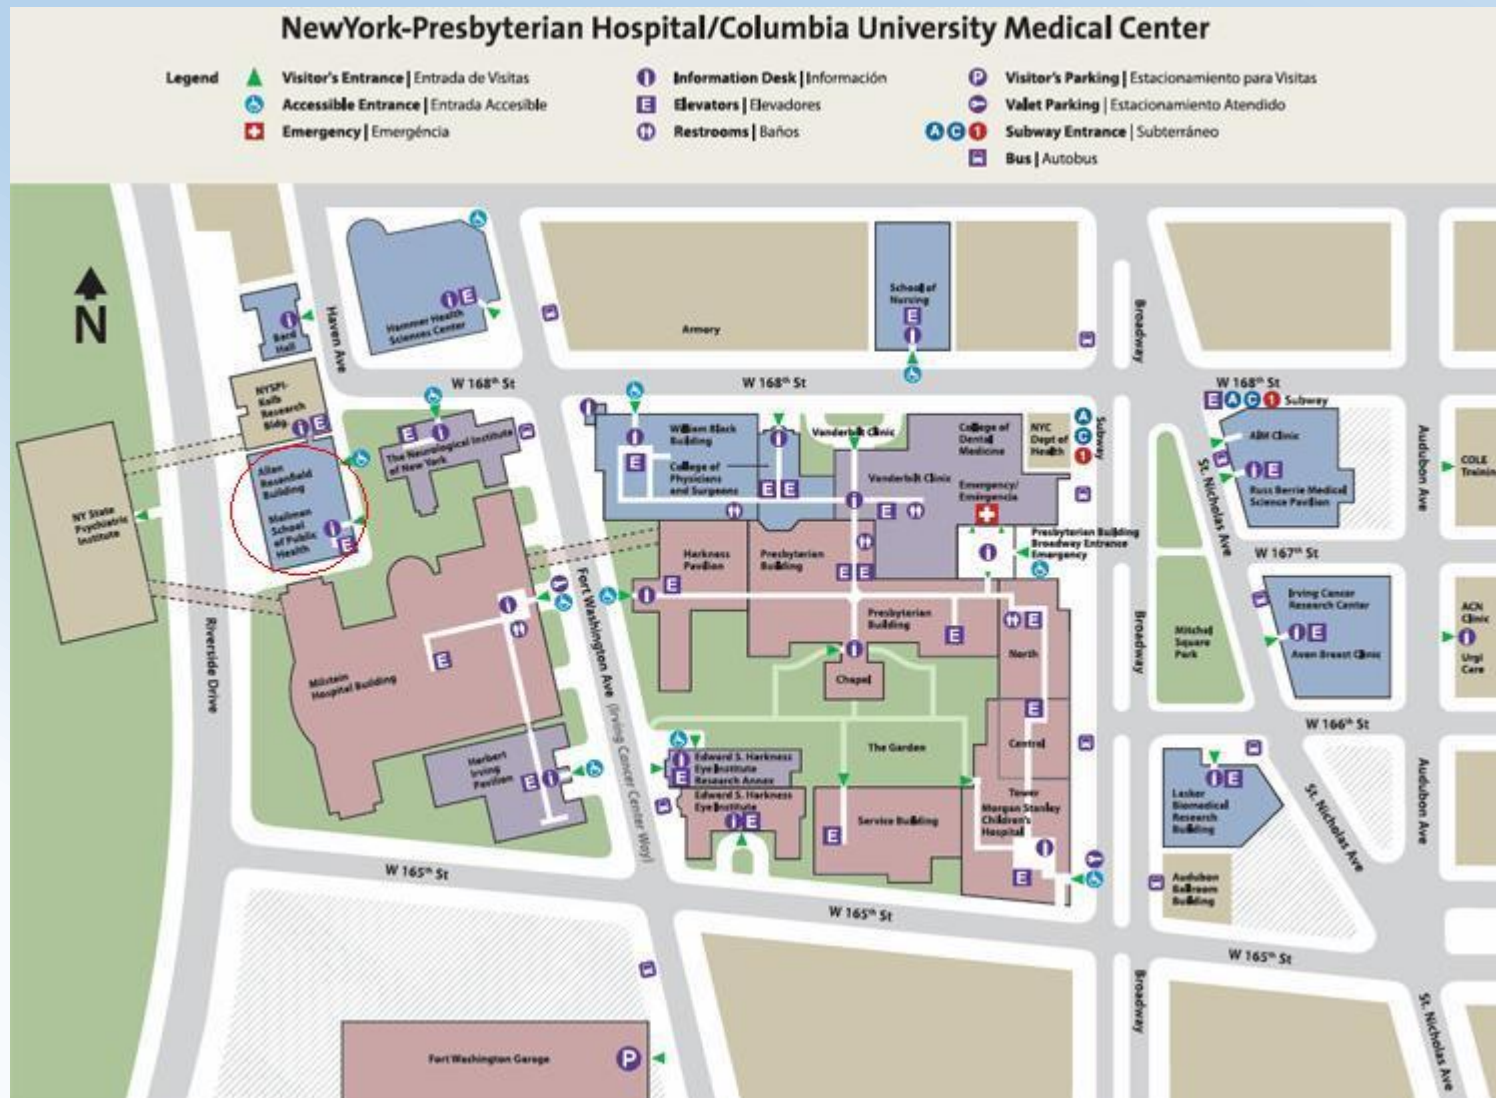 NewYork-Presbyterian Hospital/Columbia University Medical Center
Legend
Visitor's Entrance | Entrada de Visitas
Accessible Entrance | Entrada Accesible
Emergency | Emergéncia
Information Desk | Información
E Elevators | Elevadores
Restrooms | Baños
P Visitor's Parking | Estacionamiento para Visitas
Valet Parking | Estacionamiento Atendido
A C 1 Subway Entrance | Subterráneo
Bus | Autobus
N
Haven Ave
Bard
Hall
Hammer Health
Sciences Center
E
Armory
School of
Nursing
E
Broadway
W 168th St
W 168th St
W 168th St
E A C 1 Subway
NYSPI-
Kolb
Research
Bldg.
E
Allan
Rosenfield
Building
Mailman
School
of Public
Health
E
E
The Neurological Institute
of New York
NY State
Psychiatric
Institute
William Black
Building
E
College of
Physicians
and Surgeons
E E
Vanderbilt Clinic
Vanderbilt Clinic
E
College of
Dental
Medicine
NYC
Dept of
Health
A
C
1
Subway
Emergency/
Emergencia
Presbyterian Building
Broadway Entrance
Emergency
A&M Clinic
E
Russ Berrie Medical
Science Pavilion
St. Nicholas Ave
Audubon Ave
COLE
Trainin
W 167th St
Harkness
Pavilion
E
Presbyterian
Building
E E
Presbyterian
Building
E
E
North
Chapel
Fort Washington Ave (Irving Cancer Center Way)
Riverside Drive
Milstein
Hospital Building
E
Herbert
Irving
Pavilion
E
Broadway
Mitchel
Square
Park
Irving Cancer
Research Center
E
Avon Breast Clinic
ACN
Clinic
Urgi
Care
W 166th St
E
Central
The Garden
Edward S. Harkness
Eye Institute
Research Annex
E
Edward S. Harkness
Eye Institute
E
Service Building
E
Tower
Morgan Stanley
Children's
Hospital
E
E
Lasker
Biomedical
Research
Building
Audubon
Ballroom
Building
St. Nicholas Ave
Audubon Ave
W 165th St
W 165th St
W 165th St
Broadway
St. Nicholas Ave
Fort Washington Garage
P